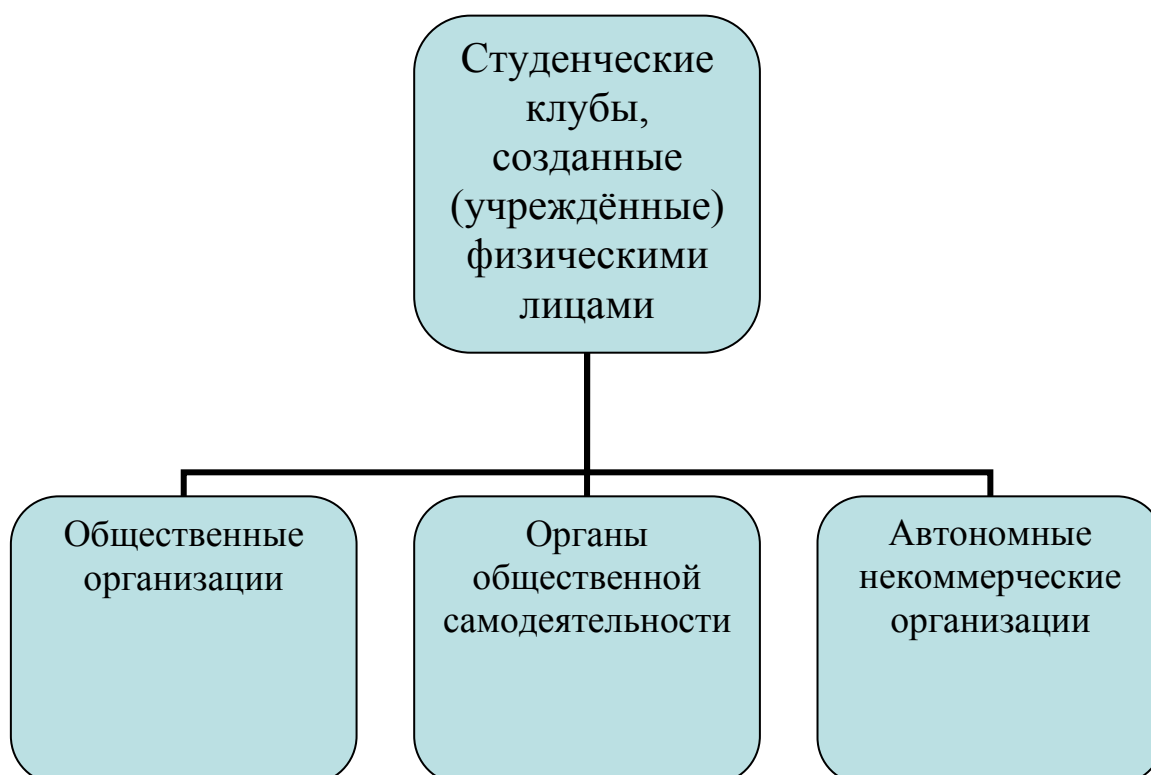 Студенческие
клубы,
созданные
(учреждённые)
физическими
лицами
Общественные
организации
Органы
общественной
самодеятельности
Автономные
некоммерческие
организации